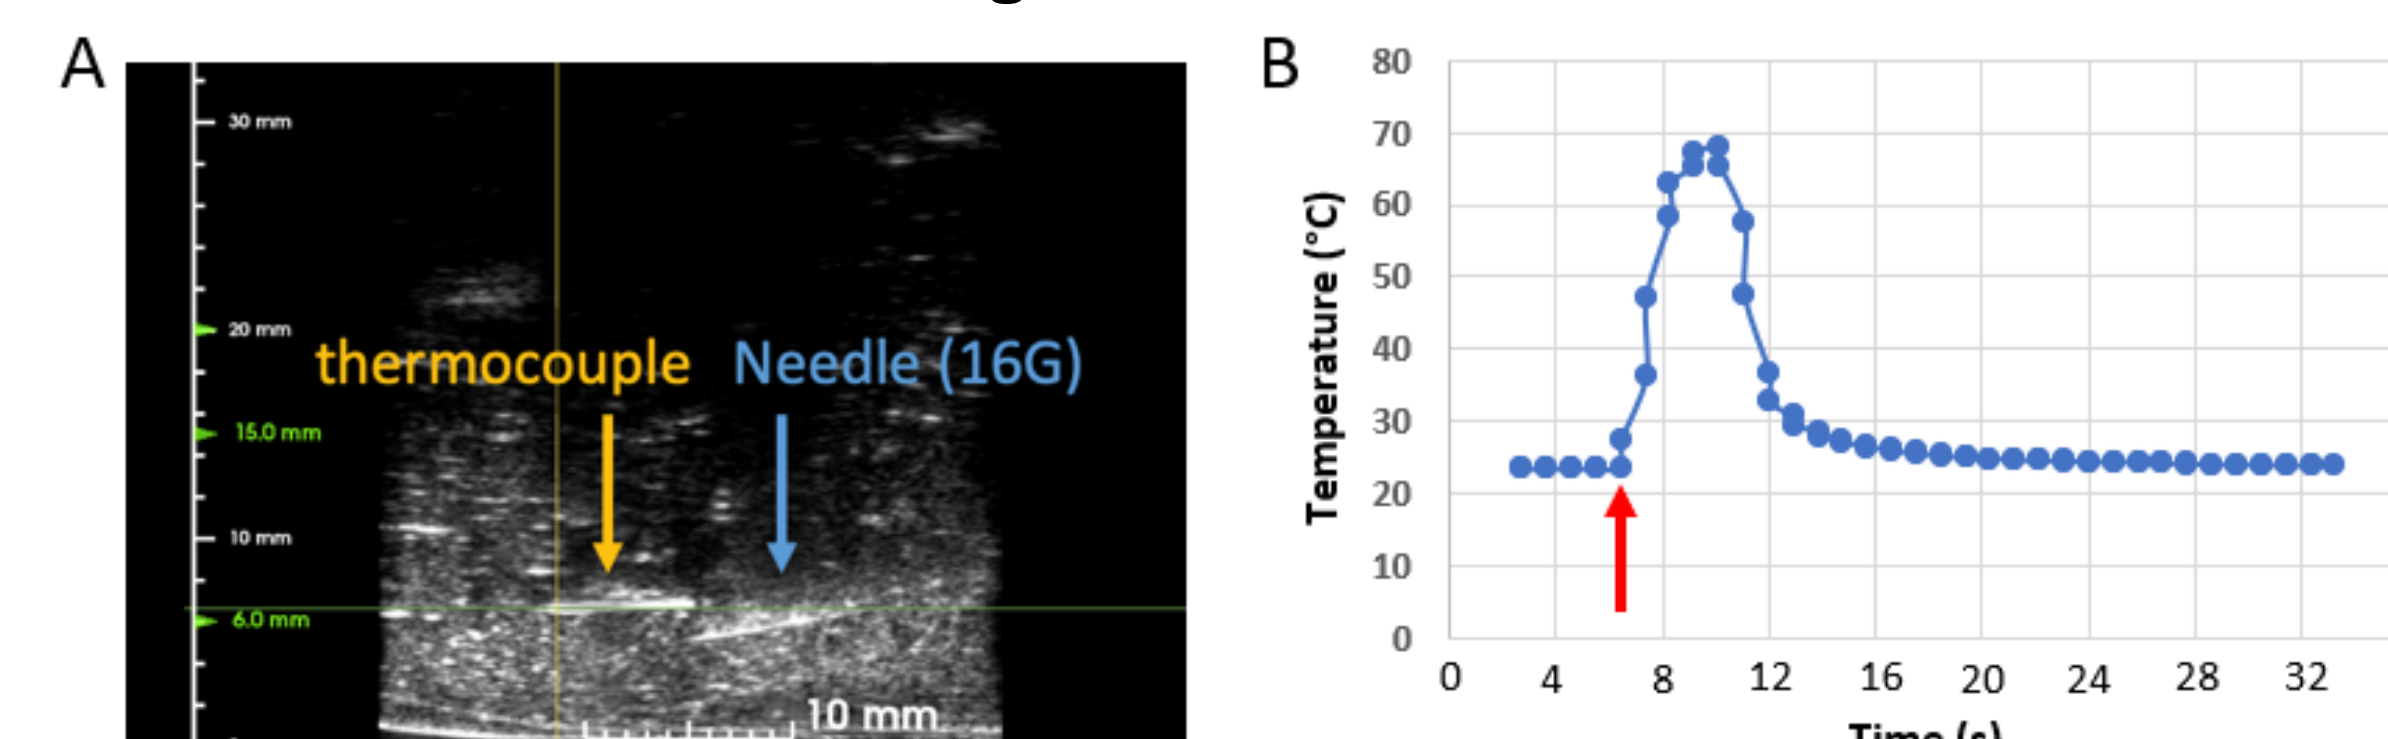 A
30 mm
20 mm
thermocouple
Needle (16G)
15.0 mm
10 mm
6.0 mm
10 mm
B
Temperature (°C)
80
70
60
50
40
30
20
10
0
0 4 8 12 16 20 24 28 32
Time (s)